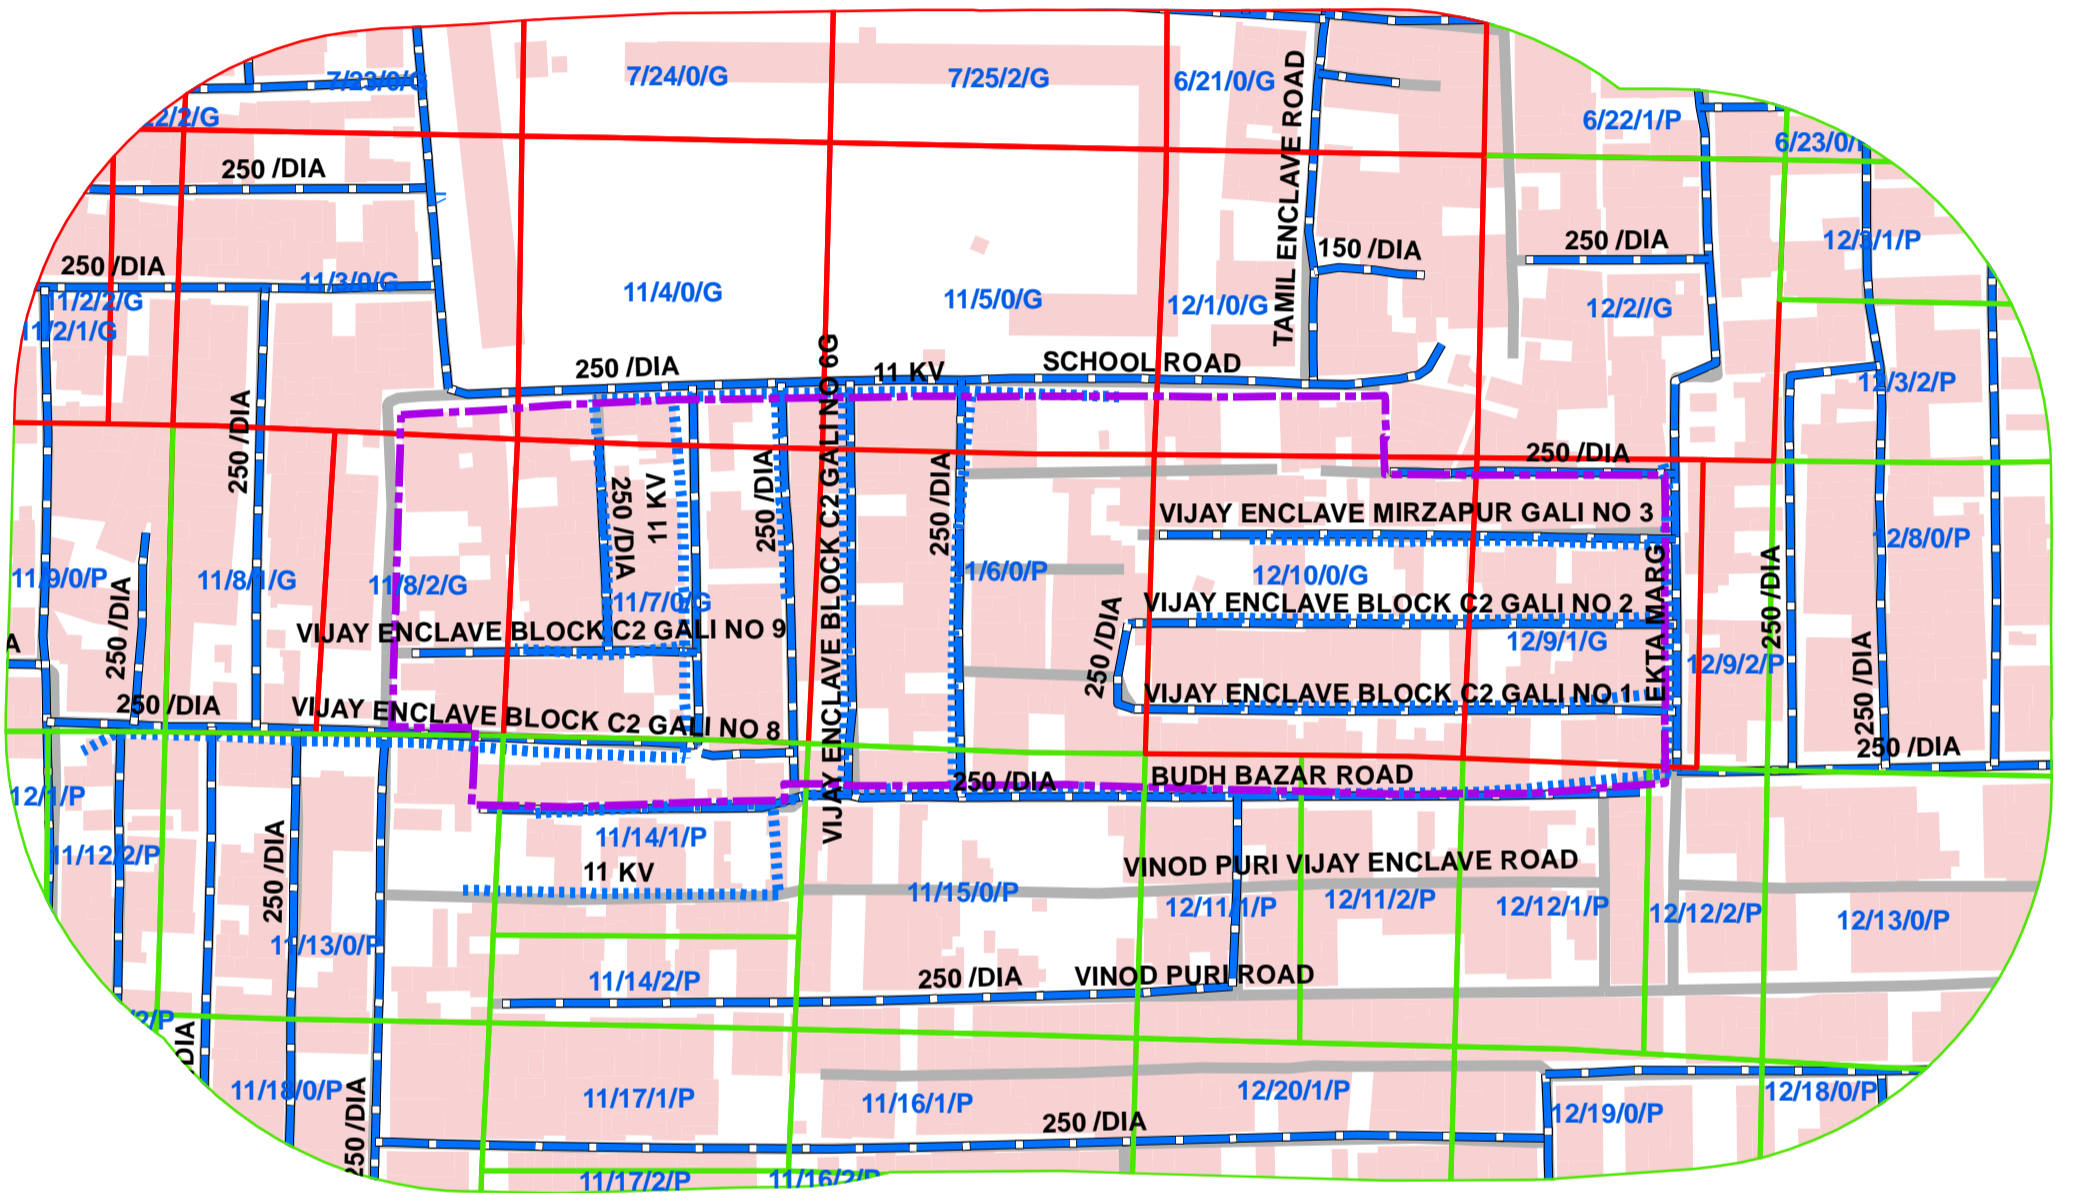 7/23/0/G
7/24/0/G
7/25/2/G
6/21/0/G
22/2/G
6/22/1/P
6/23/0/
250 /DIA
TAMIL ENCLAVE ROAD
150 /DIA
250 /DIA
12/3/1/P
250 /DIA
11/3/0/G
11/2/2/G
11/2/1/G
11/4/0/G
11/5/0/G
12/1/0/G
12/2//G
250 /DIA
11 KV
SCHOOL ROAD
12/3/2/P
250 /DIA
250 /DIA
11 KV
250 /DIA
VIJAY ENCLAVE BLOCK C2 GALI NO 6G
250 /DIA
250 /DIA
VIJAY ENCLAVE MIRZAPUR GALI NO 3
12/8/0/P
11/9/0/P
11/8/1/G
11/8/2/G
11/7/0/G
1/6/0/P
12/10/0/G
250 /DIA
250 /DIA
VIJAY ENCLAVE BLOCK C2 GALI NO 2
EKTA MARG
250 /DIA
VIJAY ENCLAVE BLOCK C2 GALI NO 9
12/9/1/G
12/9/2/P
250 /DIA
A
250 /DIA
VIJAY ENCLAVE BLOCK C2 GALI NO 8
VIJAY ENCLAVE BLOCK C2 GALI NO 1
250 /DIA
250 /DIA
BUDH BAZAR ROAD
12/1/P
11/14/1/P
11/12/2/P
250 /DIA
11 KV
VINOD PURI VIJAY ENCLAVE ROAD
11/15/0/P
12/11/1/P
12/11/2/P
12/12/1/P
12/12/2/P
12/13/0/P
11/13/0/P
11/14/2/P
250 /DIA
VINOD PURI ROAD
/2/P
DIA
11/18/0/P
250 /DIA
11/17/1/P
11/16/1/P
12/20/1/P
12/19/0/P
12/18/0/P
250 /DIA
11/17/2/P
11/16/2/P